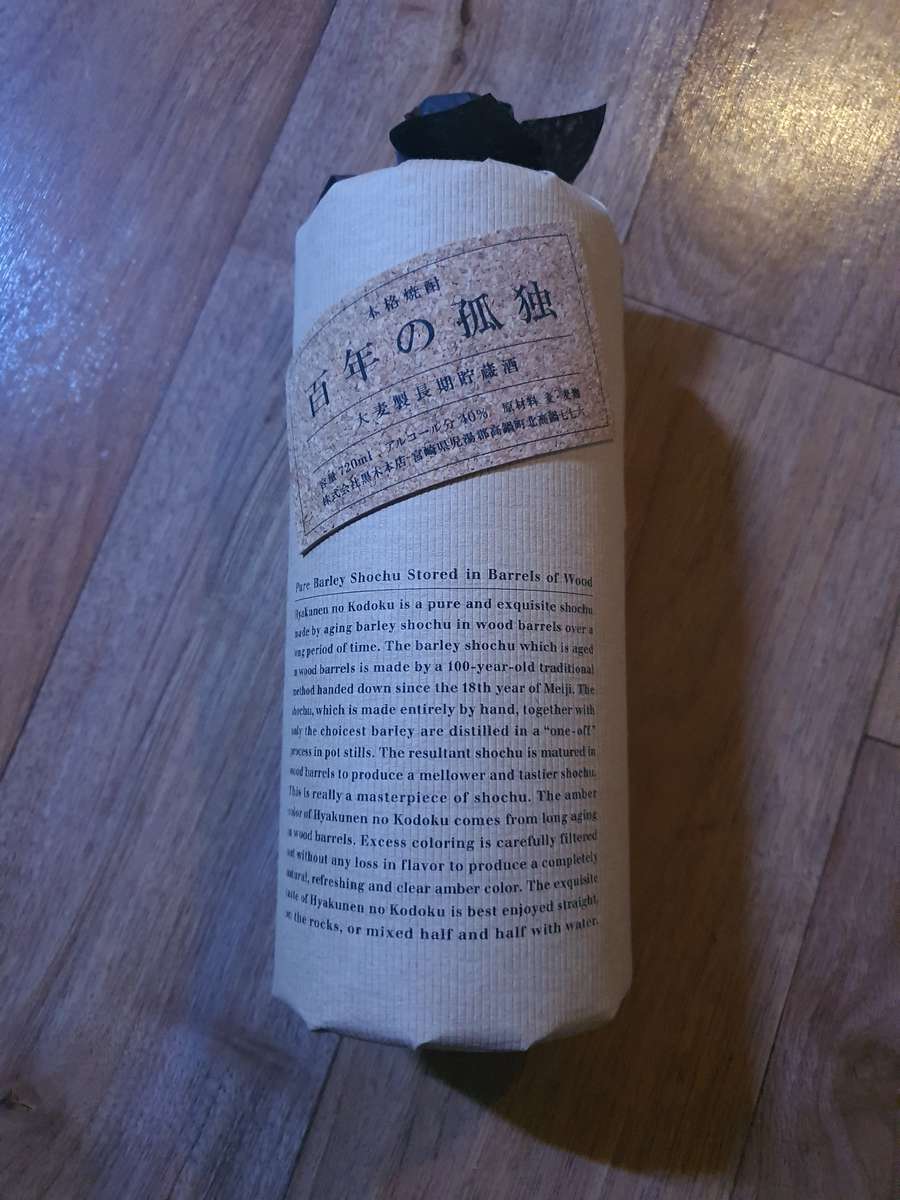 本格焼酎
百年の孤独
大麦製長期貯蔵酒
容量720ml、アルコール分40% 原材料 麦・麦麹
株式会社黒木本店 宮崎県児湯郡高鍋町北高鍋七七六
Pure Barley Shochu Stored in Barrels of Wood
Hyakunen no Kodoku is a pure and exquisite shochu
made by aging barley shochu in wood barrels over a
long period of time. The barley shochu which is aged
in wood barrels is made by a 100-year-old traditional
method handed down since the 18th year of Meiji. The
shochu, which is made entirely by hand, together with
only the choicest barley are distilled in a "one-off"
process in pot stills. The resultant shochu is matured in
wood barrels to produce a mellower and tastier shochu.
This is really a masterpiece of shochu. The amber
color of Hyakunen no Kodoku comes from long aging
in wood barrels. Excess coloring is carefully filtered
out without any loss in flavor to produce a completely
natural, refreshing and clear amber color. The exquisite
taste of Hyakunen no Kodoku is best enjoyed straight,
on the rocks, or mixed half and half with water.